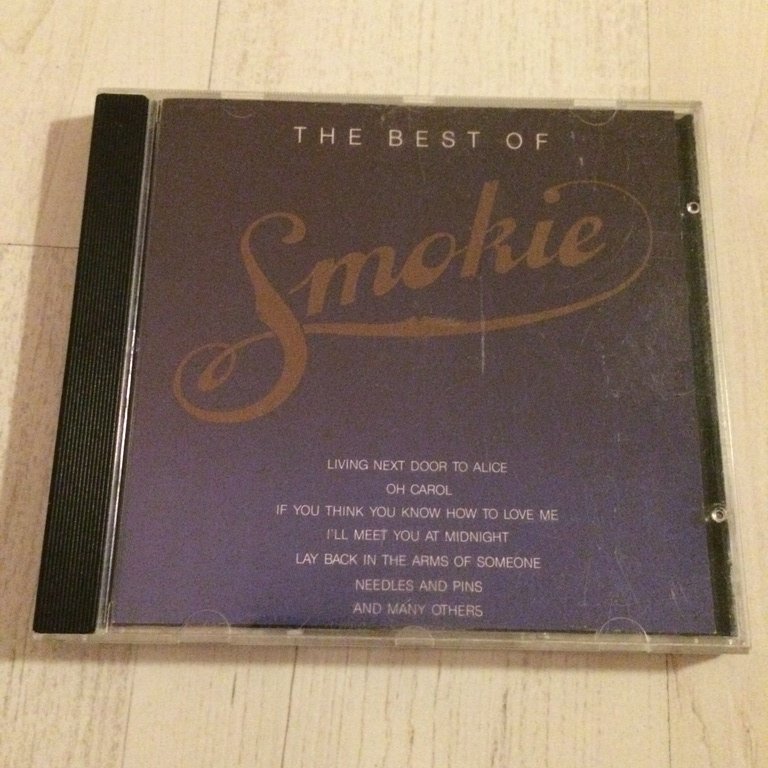 THE BEST OF
Smokie
LIVING NEXT DOOR TO ALICE
OH CAROL
IF YOU THINK YOU KNOW HOW TO LOVE ME
I'LL MEET YOU AT MIDNIGHT
LAY BACK IN THE ARMS OF SOMEONE
NEEDLES AND PINS
AND MANY OTHERS